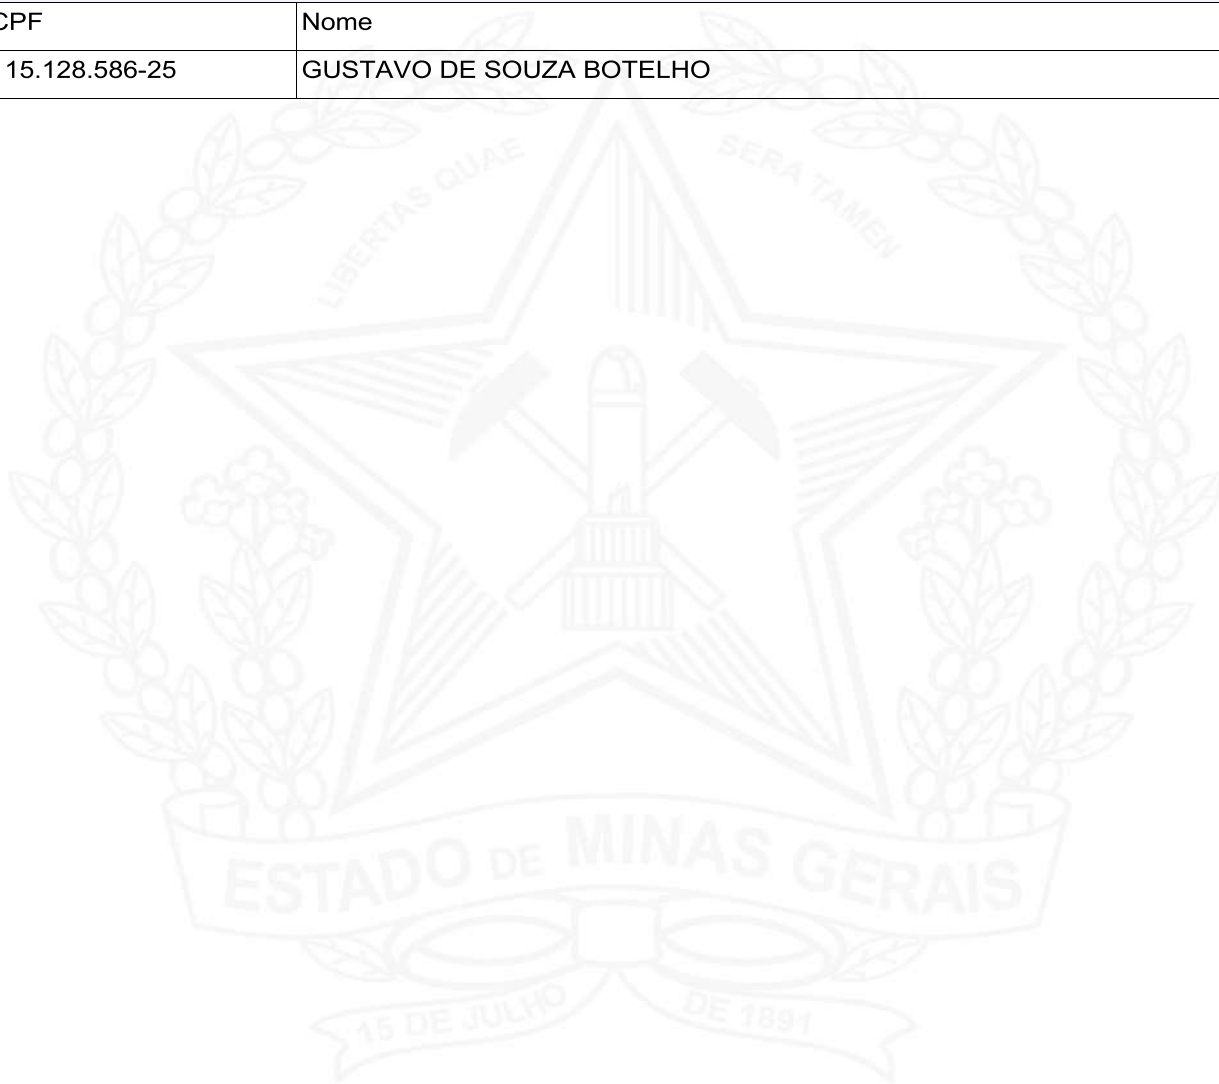 CPF Nome
15.128.586-25 GUSTAVO DE SOUZA BOTELHO
LIBERTAS QUAE SERA TAMEN
ESTADO DE MINAS GERAIS
15 DE JULHO DE 1891